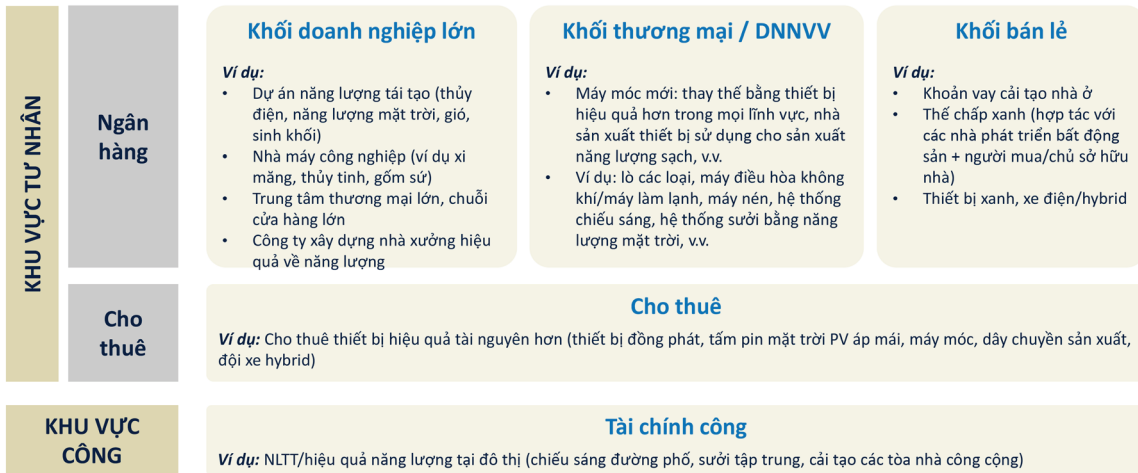 KHU VỰC TƯ NHÂN
Ngân
hàng
Khối doanh nghiệp lớn
Ví dụ:
• Dự án năng lượng tái tạo (thủy
điện, năng lượng mặt trời, gió,
sinh khối)
• Nhà máy công nghiệp (ví dụ xi
măng, thủy tinh, gốm sứ)
• Trung tâm thương mại lớn, chuỗi
cửa hàng lớn
• Công ty xây dựng nhà xưởng hiệu
quả về năng lượng
Khối thương mại / DNNVV
Ví dụ:
• Máy móc mới: thay thế bằng thiết bị
hiệu quả hơn trong mọi lĩnh vực, nhà
sản xuất thiết bị sử dụng cho sản xuất
năng lượng sạch, v.v.
• Ví dụ: lò các loại, máy điều hòa không
khí/máy làm lạnh, máy nén, hệ thống
chiếu sáng, hệ thống sưởi bằng năng
lượng mặt trời, v.v.
Khối bán lẻ
Ví dụ:
• Khoản vay cải tạo nhà ở
• Thế chấp xanh (hợp tác với
các nhà phát triển bất động
sản + người mua/chủ sở hữu
nhà)
• Thiết bị xanh, xe điện/hybrid
Cho
thuê
Cho thuê
Ví dụ: Cho thuê thiết bị hiệu quả tài nguyên hơn (thiết bị đồng phát, tấm pin mặt trời PV áp mái, máy móc, dây chuyền sản xuất,
đội xe hybrid)
KHU VỰC
CÔNG
Tài chính công
Ví dụ: NLTT/hiệu quả năng lượng tại đô thị (chiếu sáng đường phố, sưởi tập trung, cải tạo các tòa nhà công cộng)